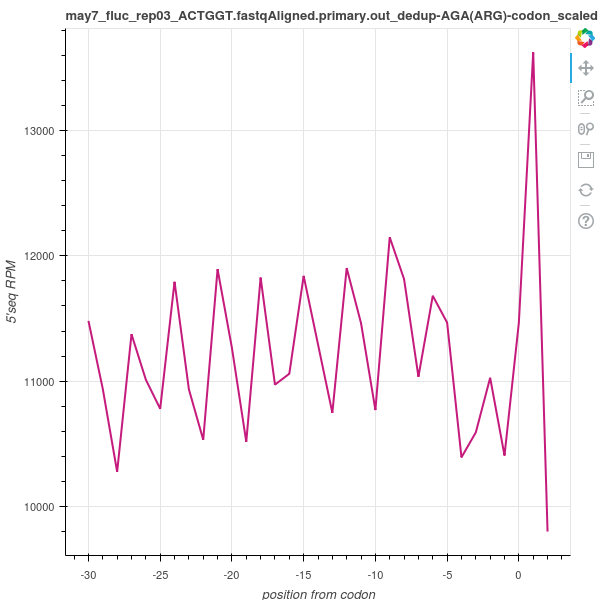 may7_fluc_rep03_ACTGGT.fastqAligned.primary.out_dedup-AGA(ARG)-codon_scaled
13000
12000
11000
10000
5'seq RPM
-30 -25 -20 -15 -10 -5 0
position from codon